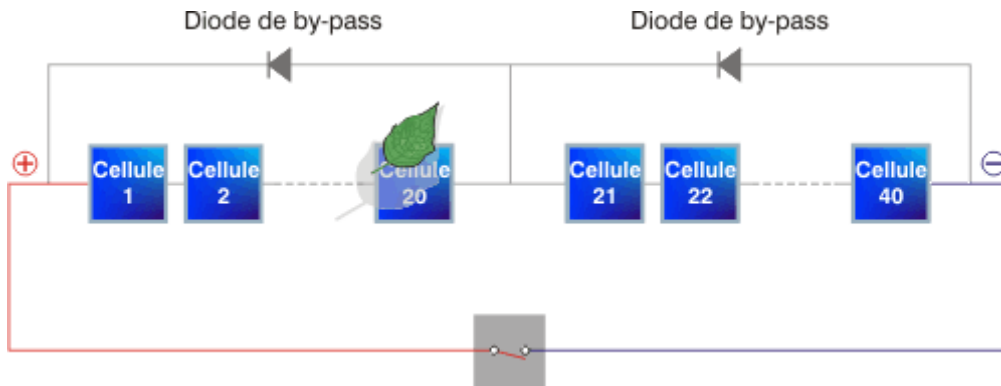 Diode de by-pass
Diode de by-pass
Cellule
1
Cellule
2
Cellule
20
Cellule
21
Cellule
22
Cellule
40